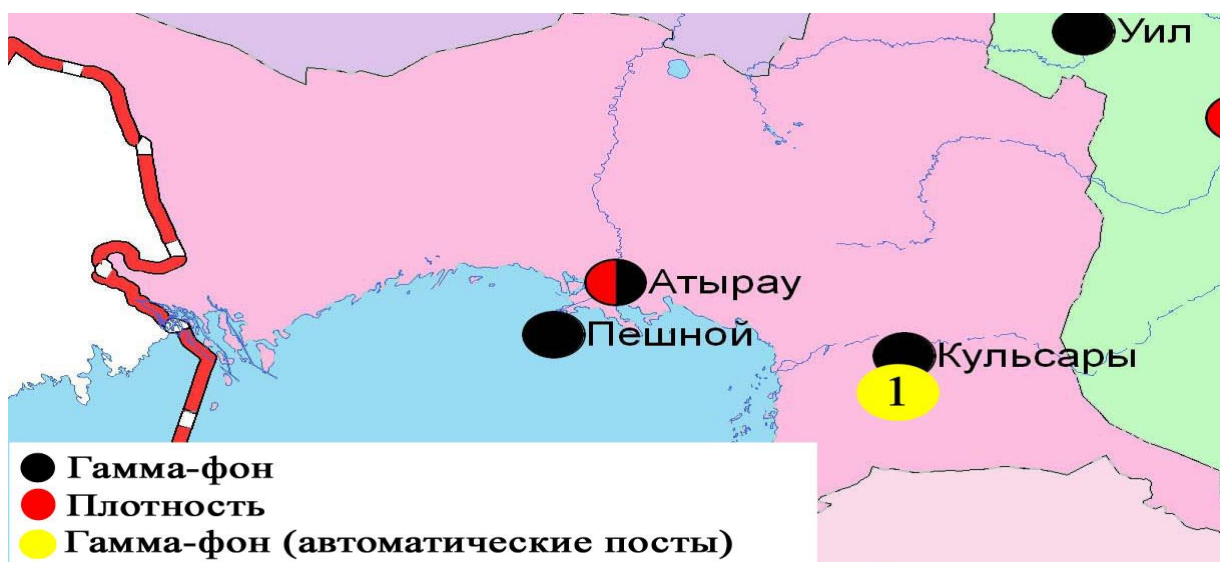 Уил
Атырау
Пешной
Кульсары
1
Гамма-фон
Плотность
Гамма-фон (автоматические посты)